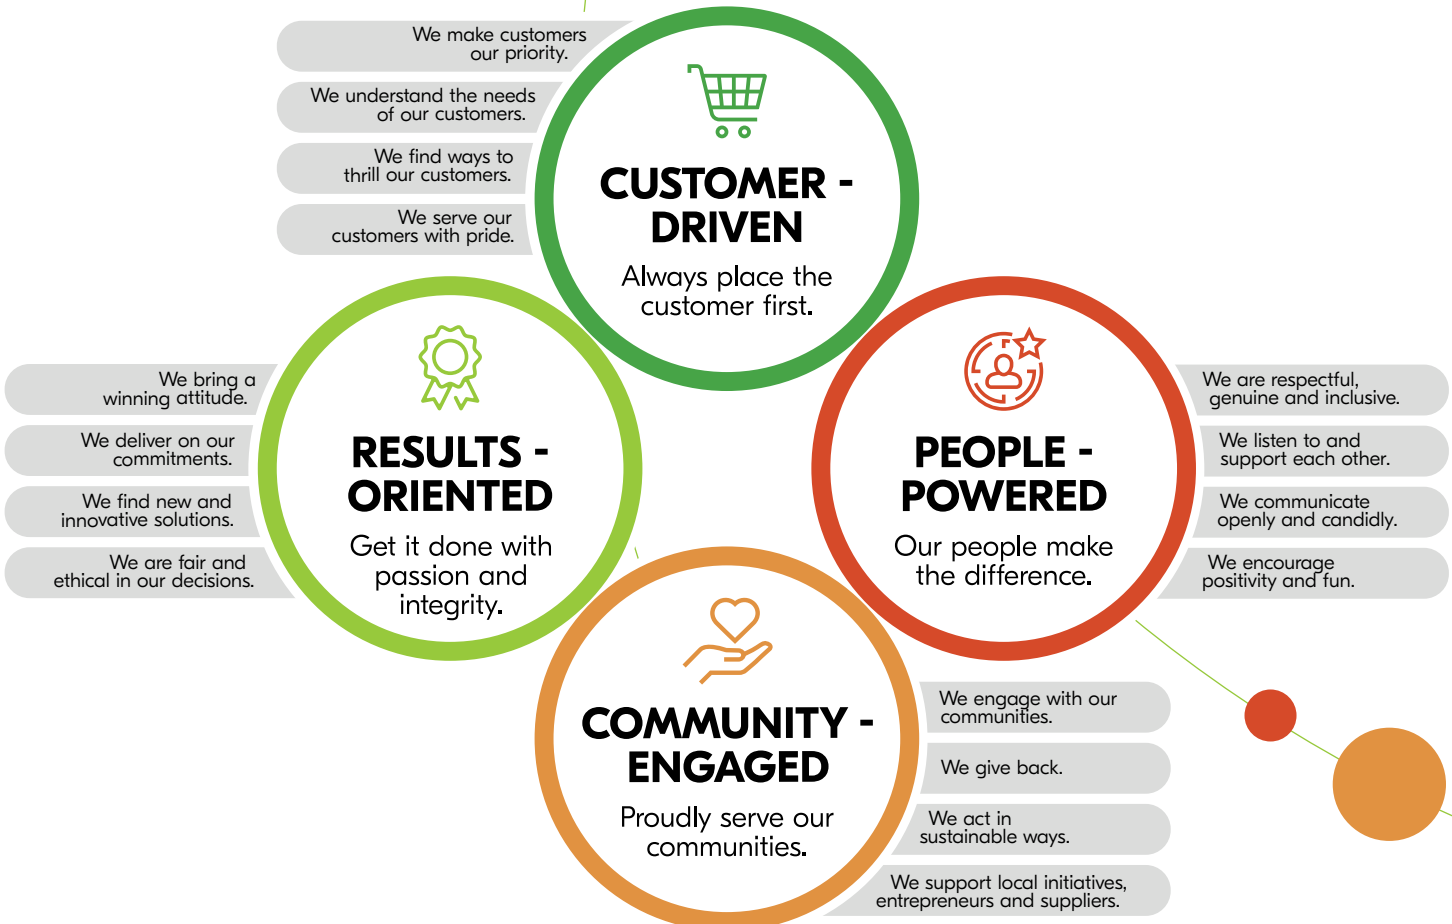 We make customers
our priority.
We understand the needs
of our customers.
We find ways to
thrill our customers.
We serve our
customers with pride.
CUSTOMER -
DRIVEN
Always place the
customer first.
We bring a
winning attitude.
We deliver on our
commitments.
We find new and
innovative solutions.
We are fair and
ethical in our decisions.
RESULTS -
ORIENTED
Get it done with
passion and
integrity.
PEOPLE -
POWERED
Our people make
the difference.
We are respectful,
genuine and inclusive.
We listen to and
support each other.
We communicate
openly and candidly.
We encourage
positivity and fun.
COMMUNITY -
ENGAGED
Proudly serve our
communities.
We engage with our
communities.
We give back.
We act in
sustainable ways.
We support local initiatives,
entrepreneurs and suppliers.